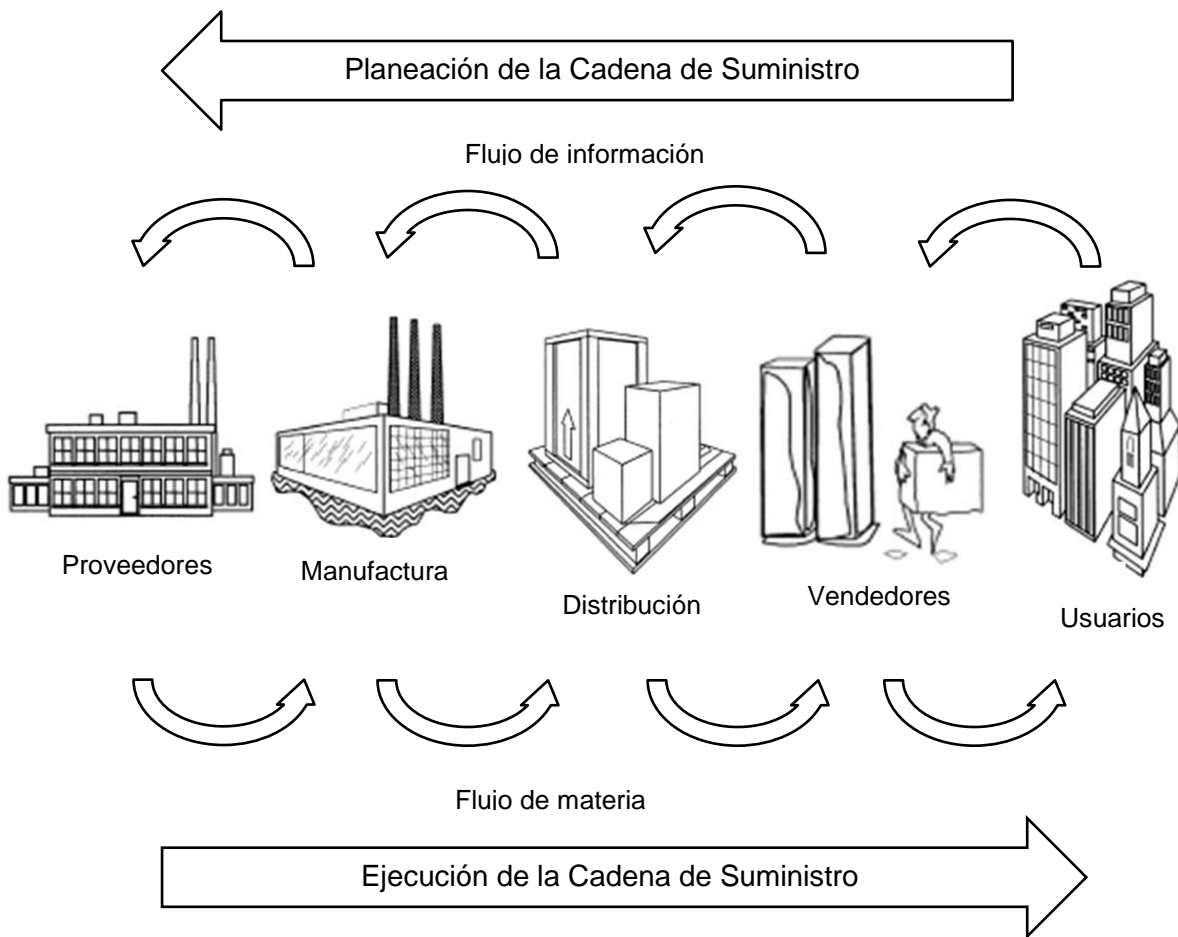 Planeación de la Cadena de Suministro
Flujo de información
Proveedores
Manufactura
Distribución
Vendedores
Usuarios
Flujo de materia
Ejecución de la Cadena de Suministro